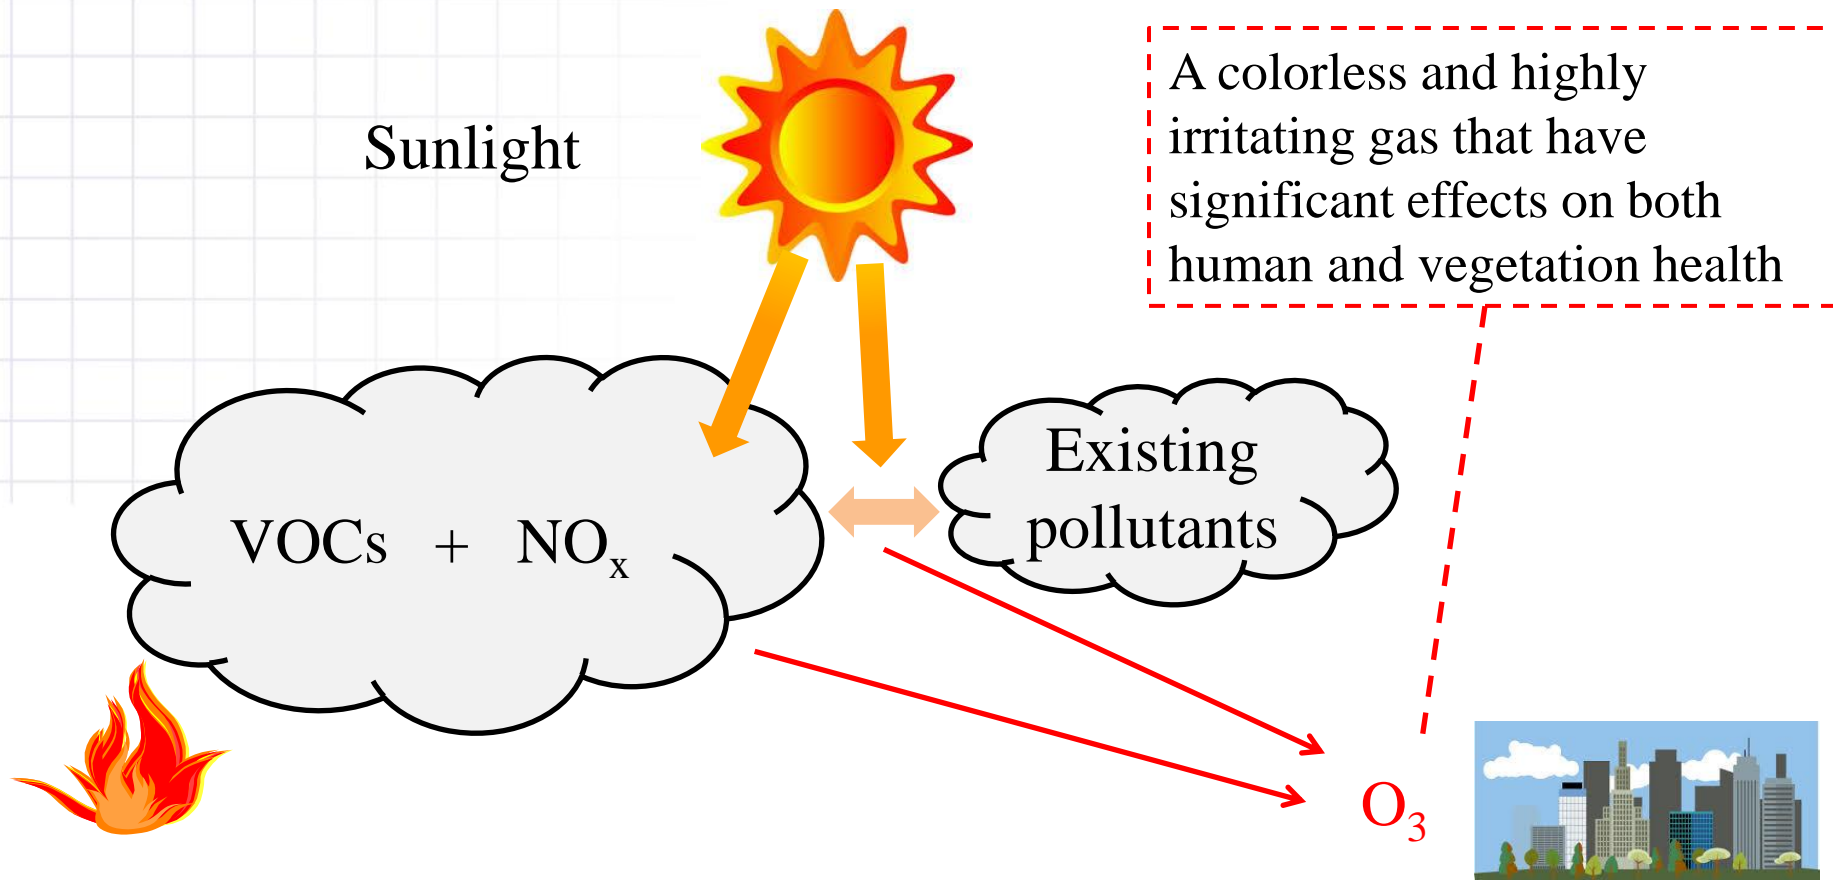 Sunlight
A colorless and highly
irritating gas that have
significant effects on both
human and vegetation health
VOCs + NOx
Existing
pollutants
O3